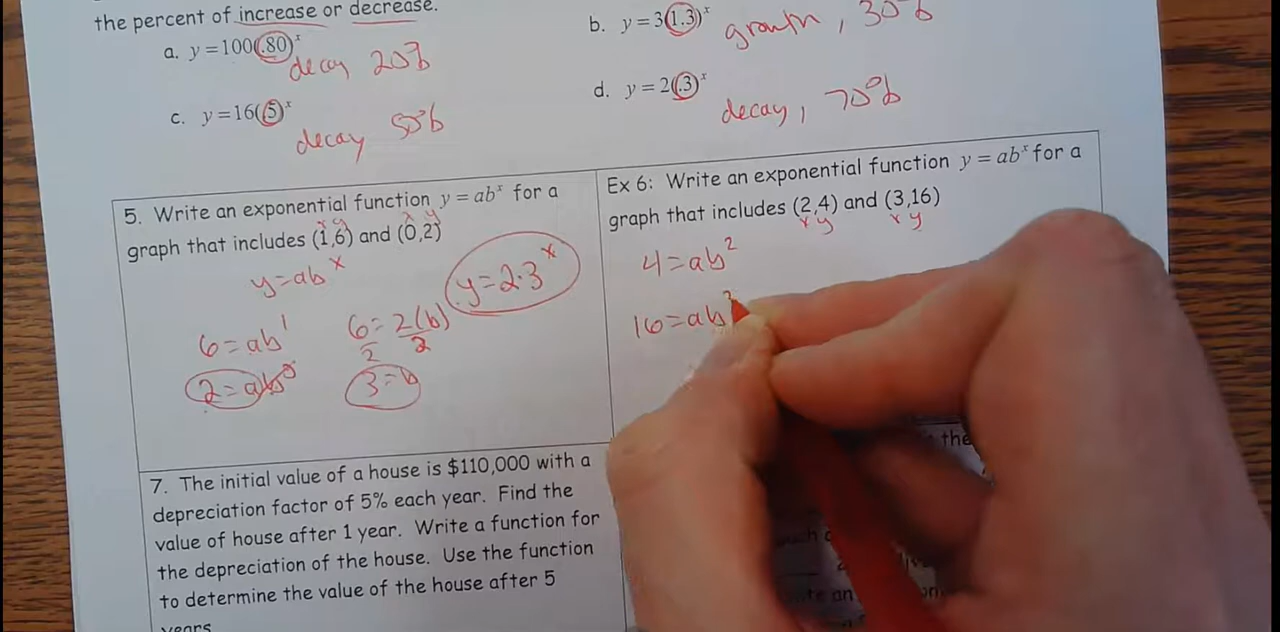 the percent of increase or decrease.
a. y = 100(.80)^x decay 20%
b. y = 3(1.3)^x growth, 30%
c. y = 16(.5)^x decay 50%
d. y = 2(.3)^x decay, 70%
5. Write an exponential function y = ab^x for a
graph that includes (1,6) and (0,2)
x y x y
y=ab^x
y=2·3^x
6=ab^1
6/2=2(b)/2
2=ab^0
3=b
Ex 6: Write an exponential function y = ab^x for a
graph that includes (2,4) and (3,16)
x y x y
4=ab^2
16=ab
7. The initial value of a house is $110,000 with a
depreciation factor of 5% each year. Find the
value of house after 1 year. Write a function for
the depreciation of the house. Use the function
to determine the value of the house after 5
years
the